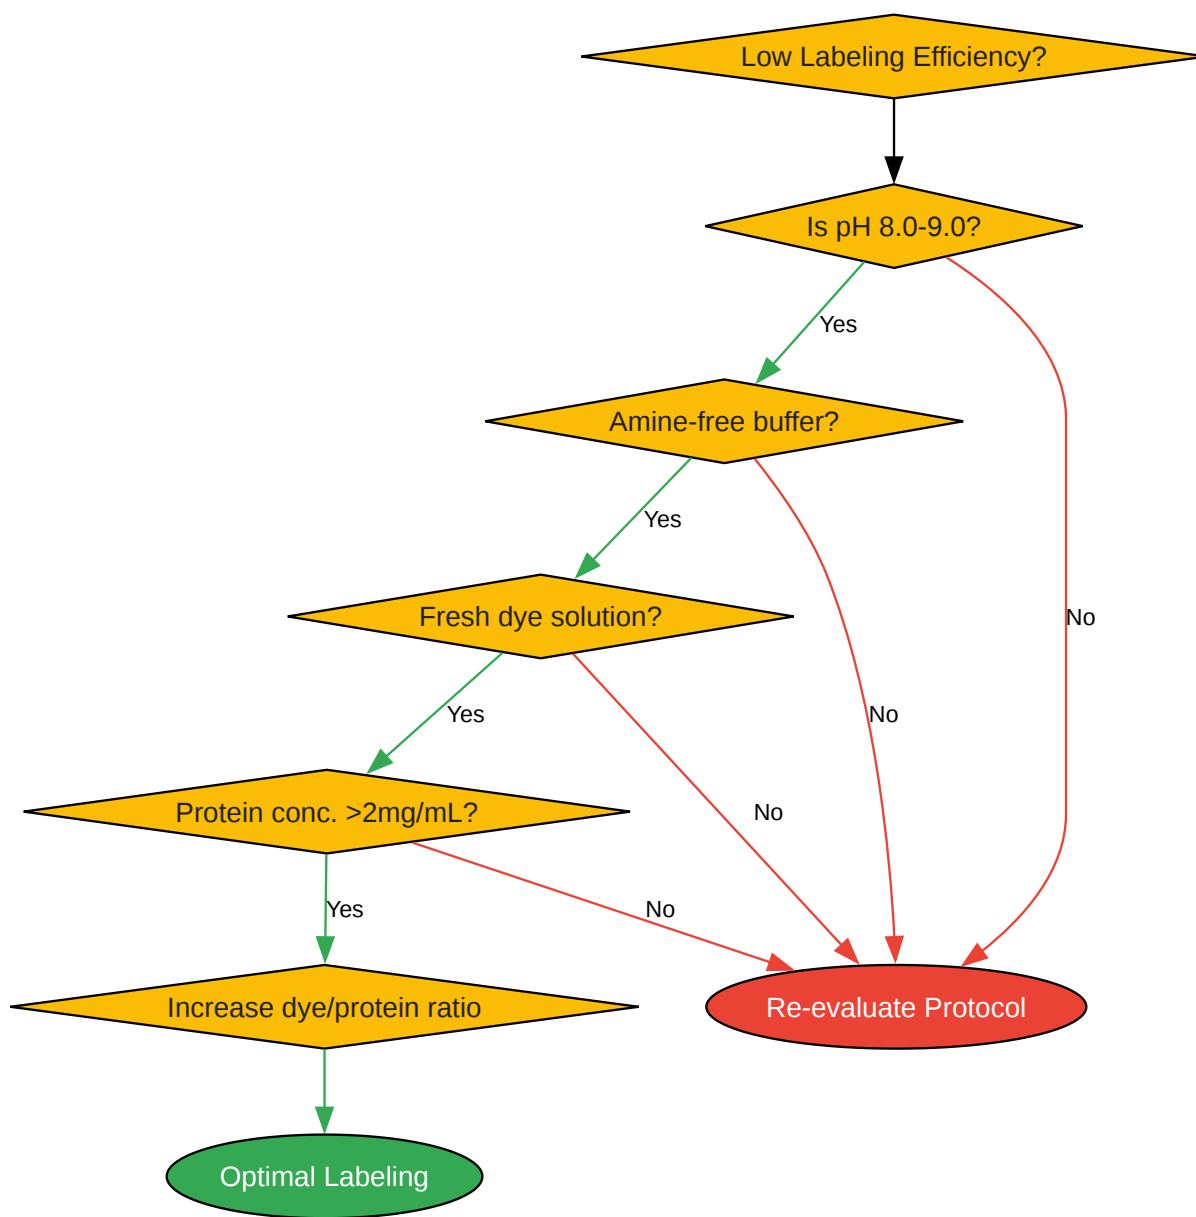 Low Labeling Efficiency?
Is pH 8.0-9.0?
Yes
Amine-free buffer?
Yes
Fresh dye solution?
No
Yes
No
Protein conc. >2mg/mL?
No
Yes
No
Increase dye/protein ratio
Re-evaluate Protocol
Optimal Labeling